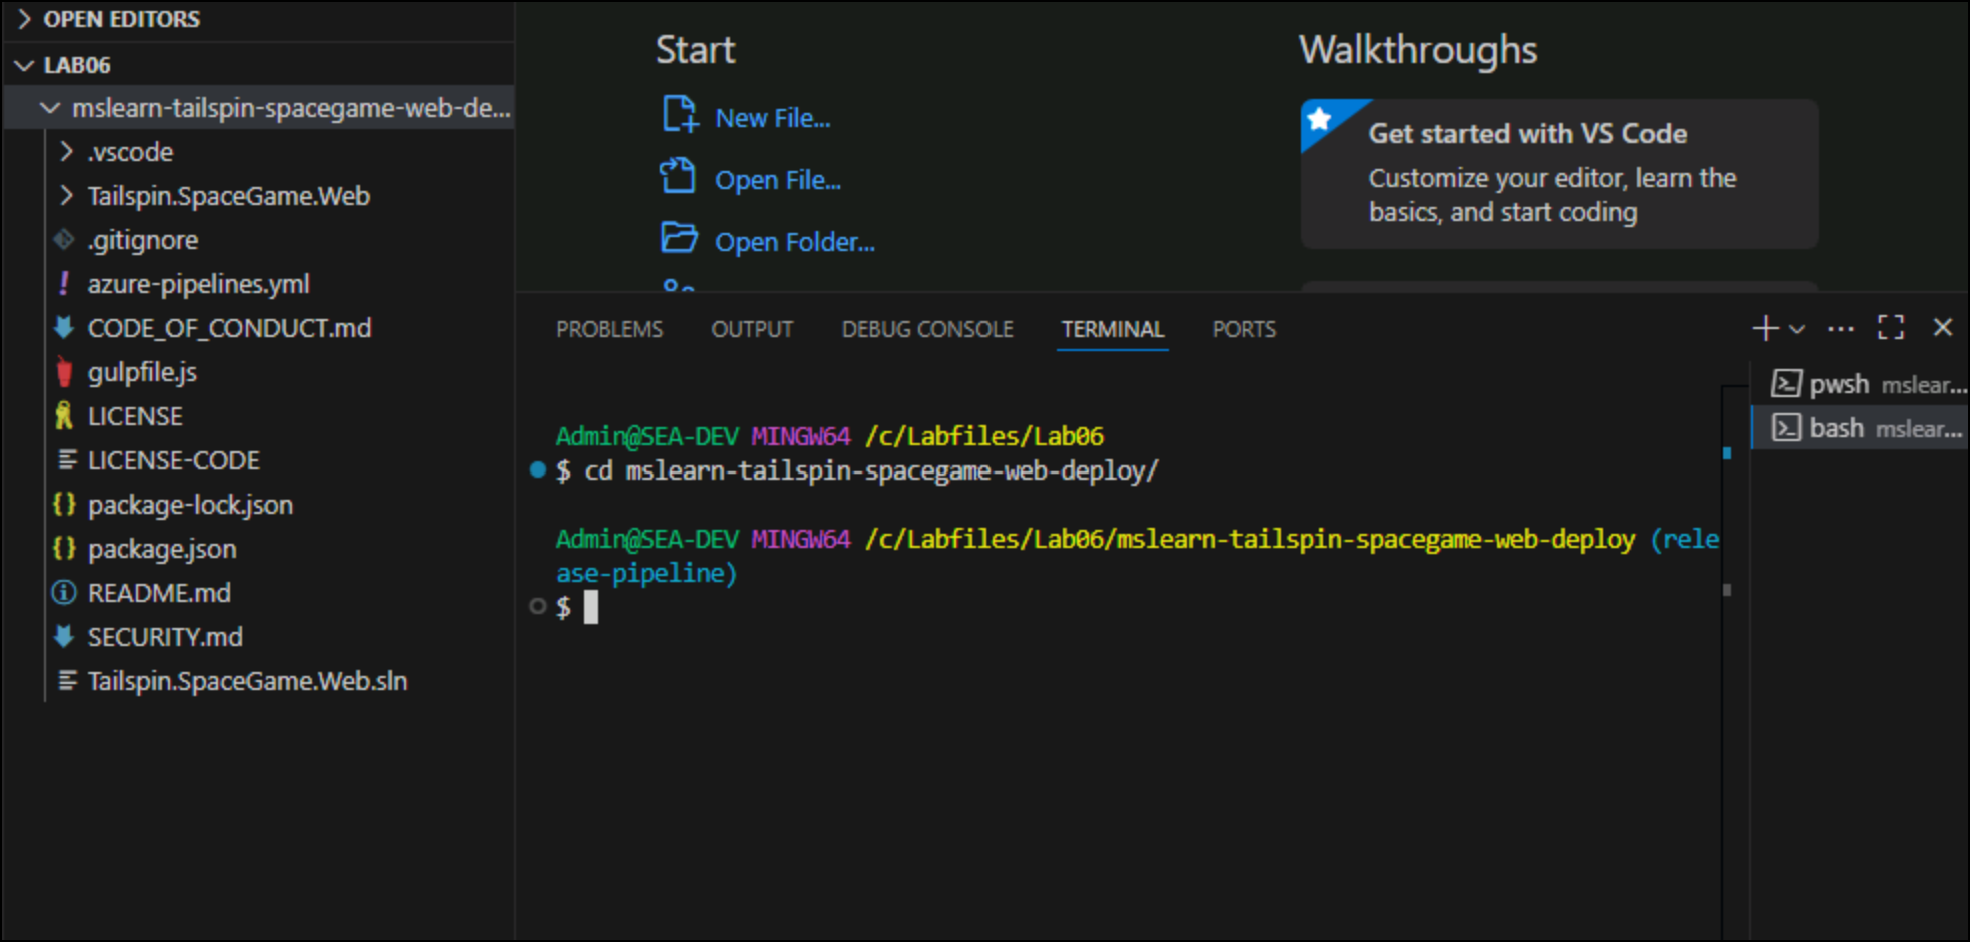 OPEN EDITORS
LAB06
mslearn-tailspin-spacegame-web-de...
.vscode
Tailspin.SpaceGame.Web
.gitignore
azure-pipelines.yml
CODE_OF_CONDUCT.md
gulpfile.js
LICENSE
LICENSE-CODE
package-lock.json
package.json
README.md
SECURITY.md
Tailspin.SpaceGame.Web.sln
Start
New File...
Open File...
Open Folder...
Walkthroughs
Get started with VS Code
Customize your editor, learn the
basics, and start coding
PROBLEMS OUTPUT DEBUG CONSOLE TERMINAL PORTS
Admin@SEA-DEV MINGW64 /c/Labfiles/Lab06
$ cd mslearn-tailspin-spacegame-web-deploy/
Admin@SEA-DEV MINGW64 /c/Labfiles/Lab06/mslearn-tailspin-spacegame-web-deploy (rele
ase-pipeline)
$
pwsh mslear...
bash mslear...